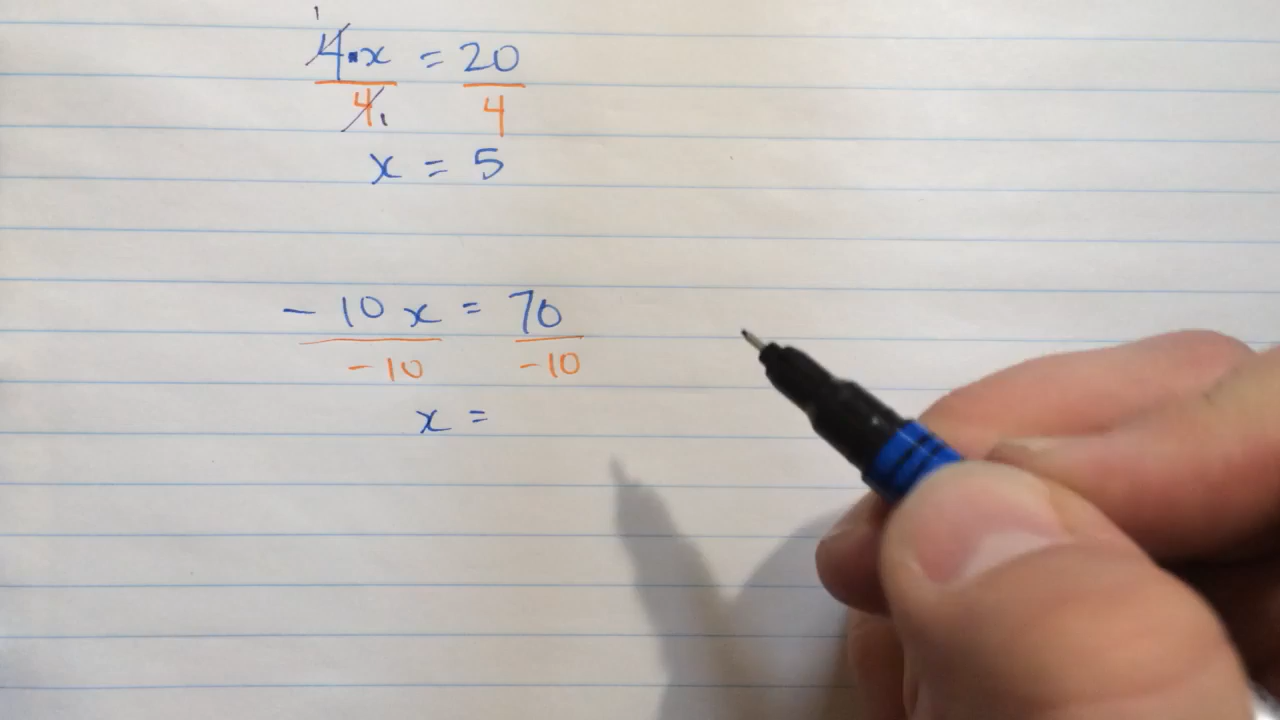 1
4·x = 20
4 1 4
x = 5
-10x = 70
-10 -10
x =